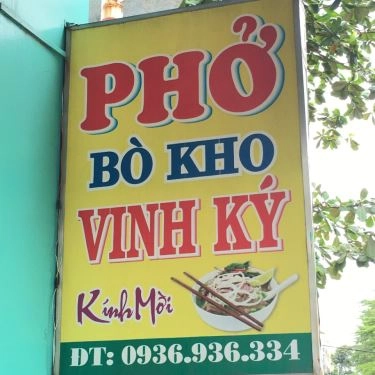 PHỞ
BÒ KHO
VINH KÝ
Kính Mời
ĐT: 0936.936.334